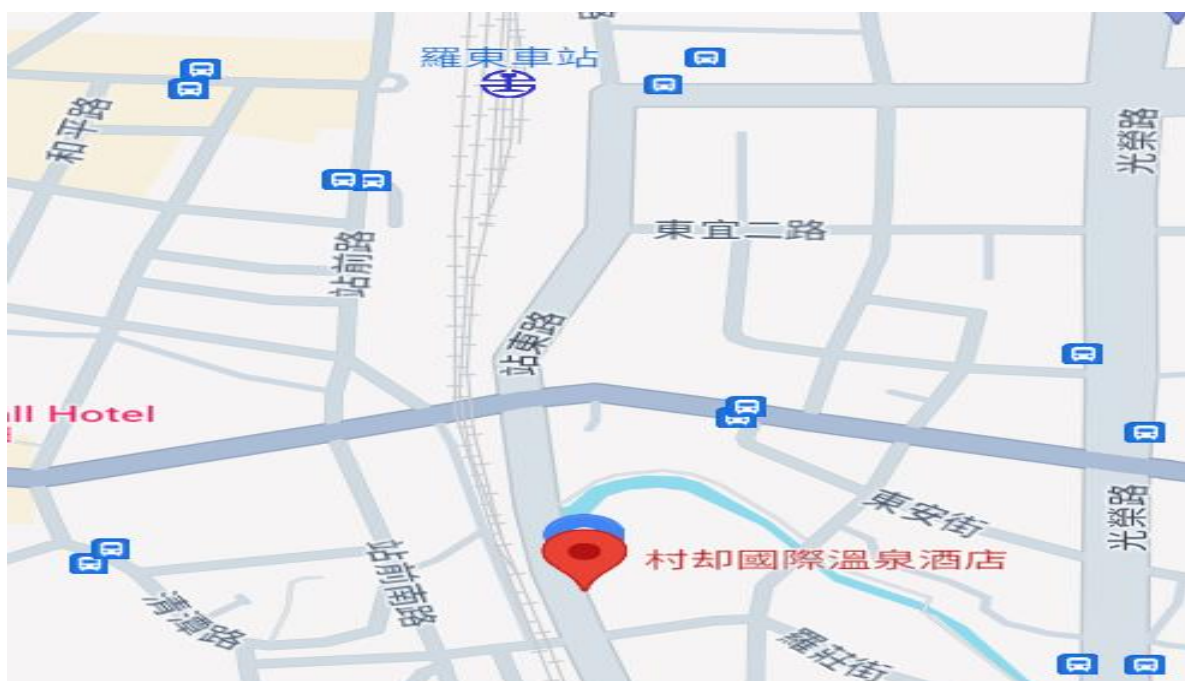 羅東車站
和平路
光榮路
東宜二路
站前路
站東路
all Hotel
東安街
光榮路
村却國際溫泉酒店
站前南路
清潭路
羅莊街